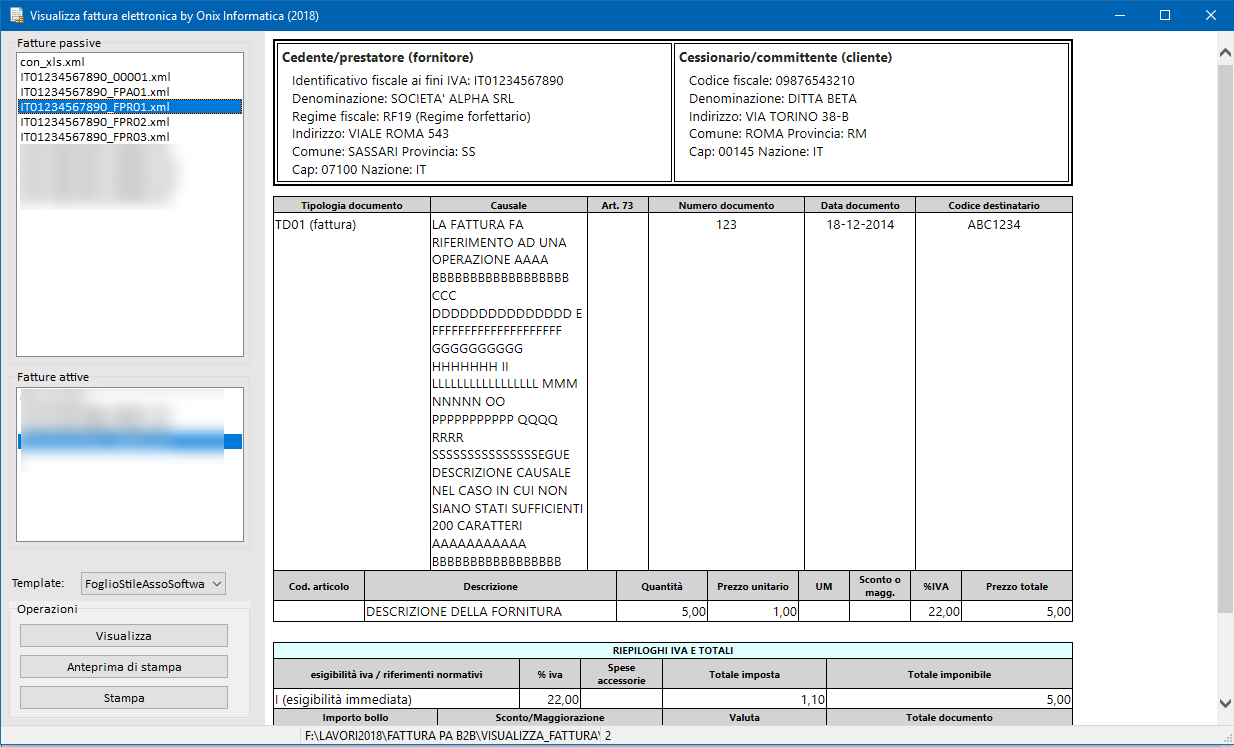 Visualizza fattura elettronica by Onix Informatica (2018)
Fatture passive
con_xls.xml
IT01234567890_00001.xml
IT01234567890_FPA01.xml
IT01234567890_FPR01.xml
IT01234567890_FPR02.xml
IT01234567890_FPR03.xml
Fatture attive
Template: FoglioStileAssoSoftwa
Operazioni
Visualizza
Anteprima di stampa
Stampa
Cedente/prestatore (fornitore)
Identificativo fiscale ai fini IVA: IT01234567890
Denominazione: SOCIETA' ALPHA SRL
Regime fiscale: RF19 (Regime forfettario)
Indirizzo: VIALE ROMA 543
Comune: SASSARI Provincia: SS
Cap: 07100 Nazione: IT
Cessionario/committente (cliente)
Codice fiscale: 09876543210
Denominazione: DITTA BETA
Indirizzo: VIA TORINO 38-B
Comune: ROMA Provincia: RM
Cap: 00145 Nazione: IT
Tipologia documento Causale Art. 73 Numero documento Data documento Codice destinatario
TD01 (fattura) LA FATTURA FA 123 18-12-2014 ABC1234
RIFERIMENTO AD UNA
OPERAZIONE AAAA
BBBBBBBBBBBBBBBBBB
CCC
DDDDDDDDDDDDDDD E
FFFFFFFFFFFFFFFFFFFF
GGGGGGGGGG
HHHHHHH II
LLLLLLLLLLLLLLLLL MMM
NNNNN OO
PPPPPPPPPPP QQQQ
RRRR
SSSSSSSSSSSSSSSEGUE
DESCRIZIONE CAUSALE
NEL CASO IN CUI NON
SIANO STATI SUFFICIENTI
200 CARATTERI
AAAAAAAAAAA
BBBBBBBBBBBBBBBBB
Cod. articolo Descrizione Quantità Prezzo unitario UM Sconto o magg. %IVA Prezzo totale
DESCRIZIONE DELLA FORNITURA 5,00 1,00 22,00 5,00
RIEPILOGHI IVA E TOTALI
esigibilità iva / riferimenti normativi % iva Spese accessorie Totale imposta Totale imponibile
I (esigibilità immediata) 22,00 1,10 5,00
Importo bollo Sconto/Maggiorazione Valuta Totale documento
F:\LAVORI2018\FATTURA PA B2B\VISUALIZZA_FATTURA\ 2